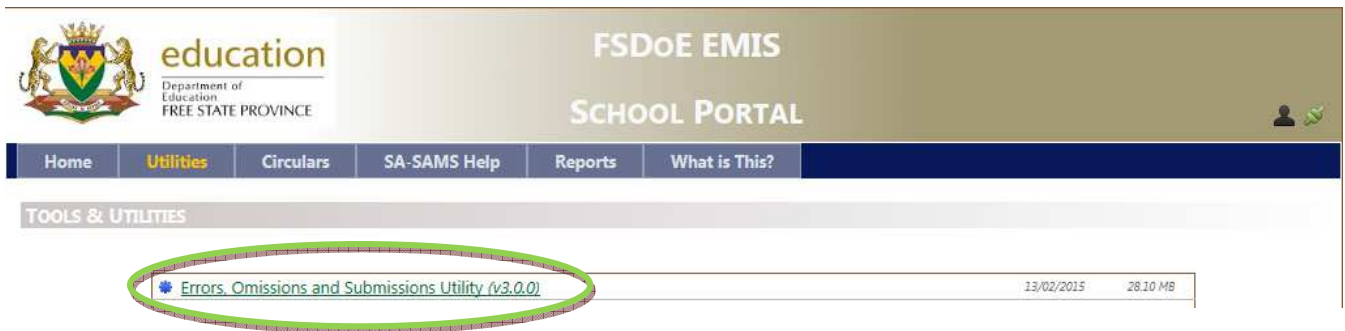 education
Department of
Education
FREE STATE PROVINCE
FSDoE EMIS
SCHOOL PORTAL
Home Utilities Circulars SA-SAMS Help Reports What is This?
TOOLS & UTILITIES
Errors, Omissions and Submissions Utility (v3.0.0) 13/02/2015 28.10 MB